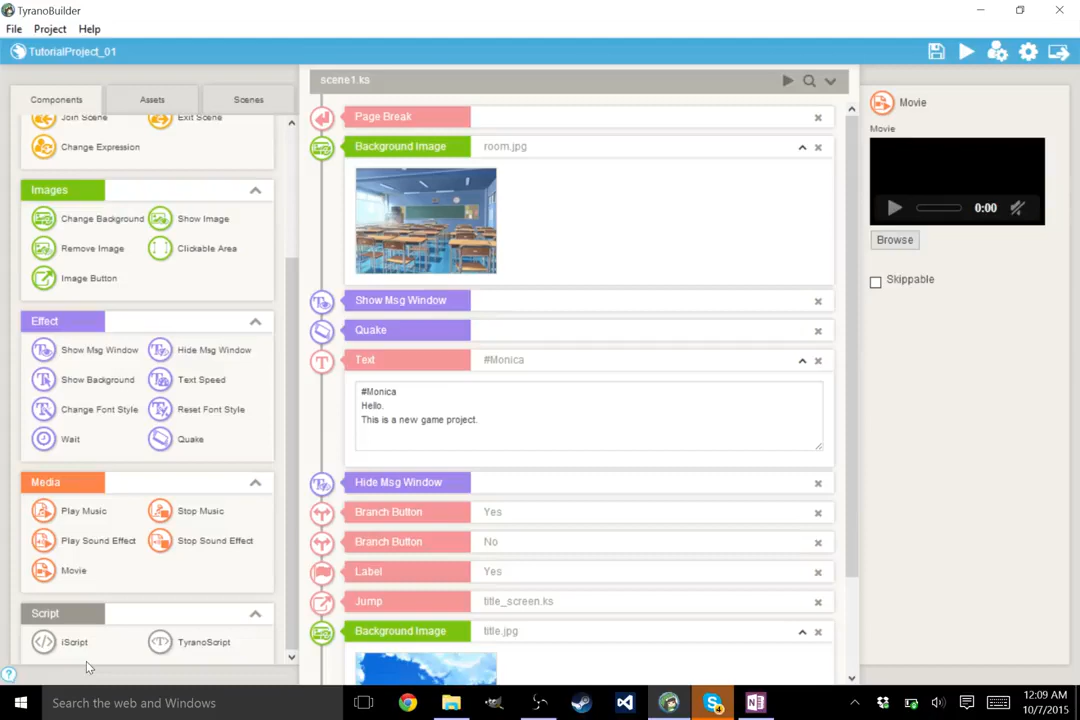 TyranoBuilder
File Project Help
TutorialProject_01
Components Assets Scenes
Join Scene Exit Scene
Change Expression
Images
Change Background Show Image
Remove Image Clickable Area
Image Button
Effect
Show Msg Window Hide Msg Window
Show Background Text Speed
Change Font Style Reset Font Style
Wait Quake
Media
Play Music Stop Music
Play Sound Effect Stop Sound Effect
Movie
Script
iScript TyranoScript
scene1.ks
Page Break
Background Image room.jpg
Show Msg Window
Quake
Text #Monica
#Monica
Hello.
This is a new game project.
Hide Msg Window
Branch Button Yes
Branch Button No
Label Yes
Jump title_screen.ks
Background Image title.jpg
Movie
Movie
0:00
Browse
Skippable
Search the web and Windows
4
12:09 AM
10/7/2015